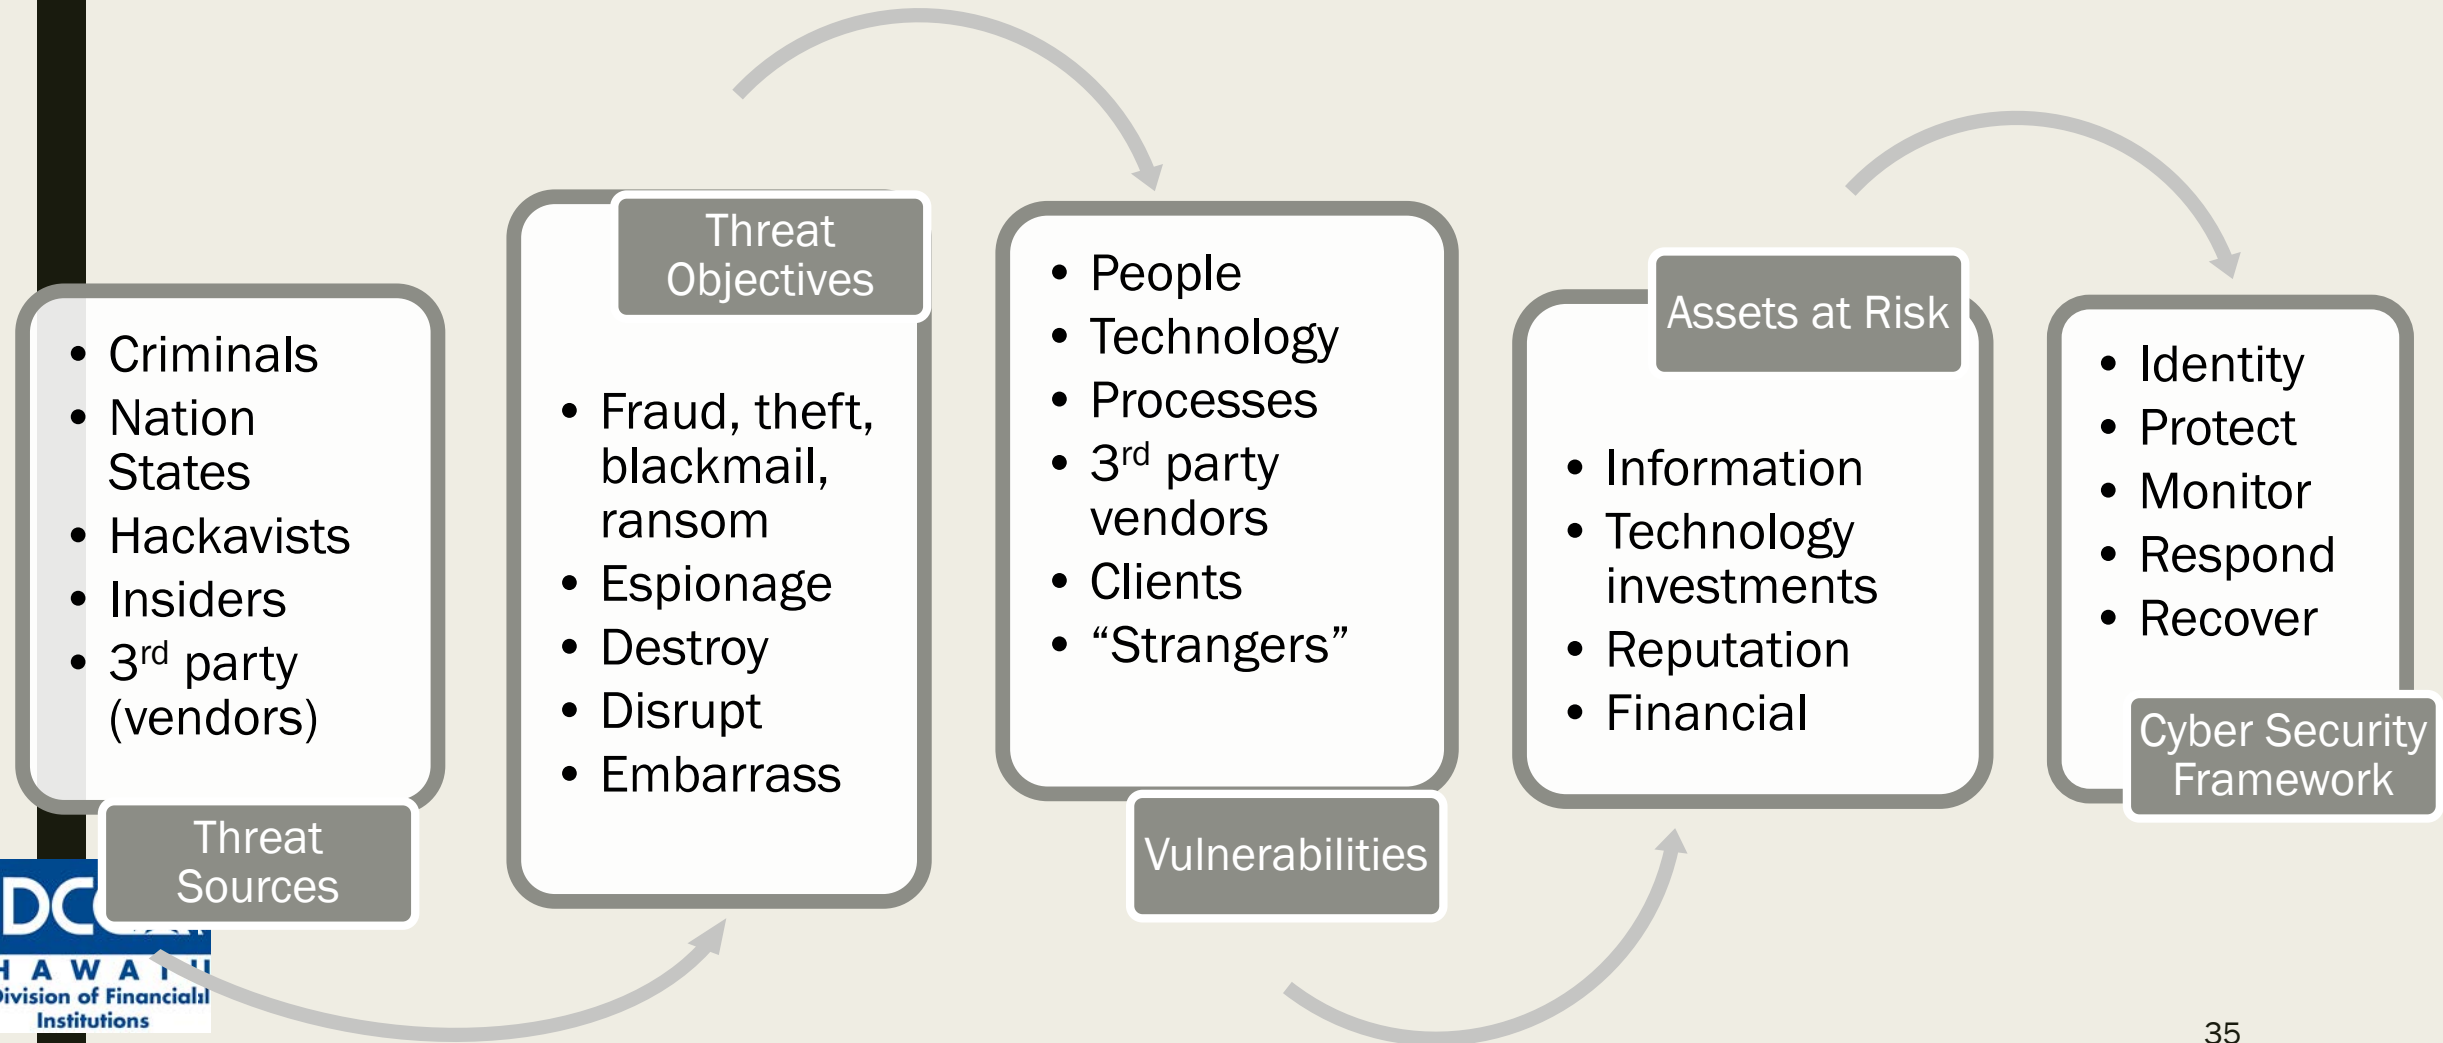 • Criminals
• Nation
States
• Hackavists
• Insiders
• 3rd party
(vendors)
Threat
Sources
Threat
Objectives
• Fraud, theft,
blackmail,
ransom
• Espionage
• Destroy
• Disrupt
• Embarrass
• People
• Technology
• Processes
• 3rd party
vendors
• Clients
• “Strangers”
Vulnerabilities
Assets at Risk
• Information
• Technology
investments
• Reputation
• Financial
• Identity
• Protect
• Monitor
• Respond
• Recover
Cyber Security
Framework
DC
HAWAII
Division of Financial
Institutions
35